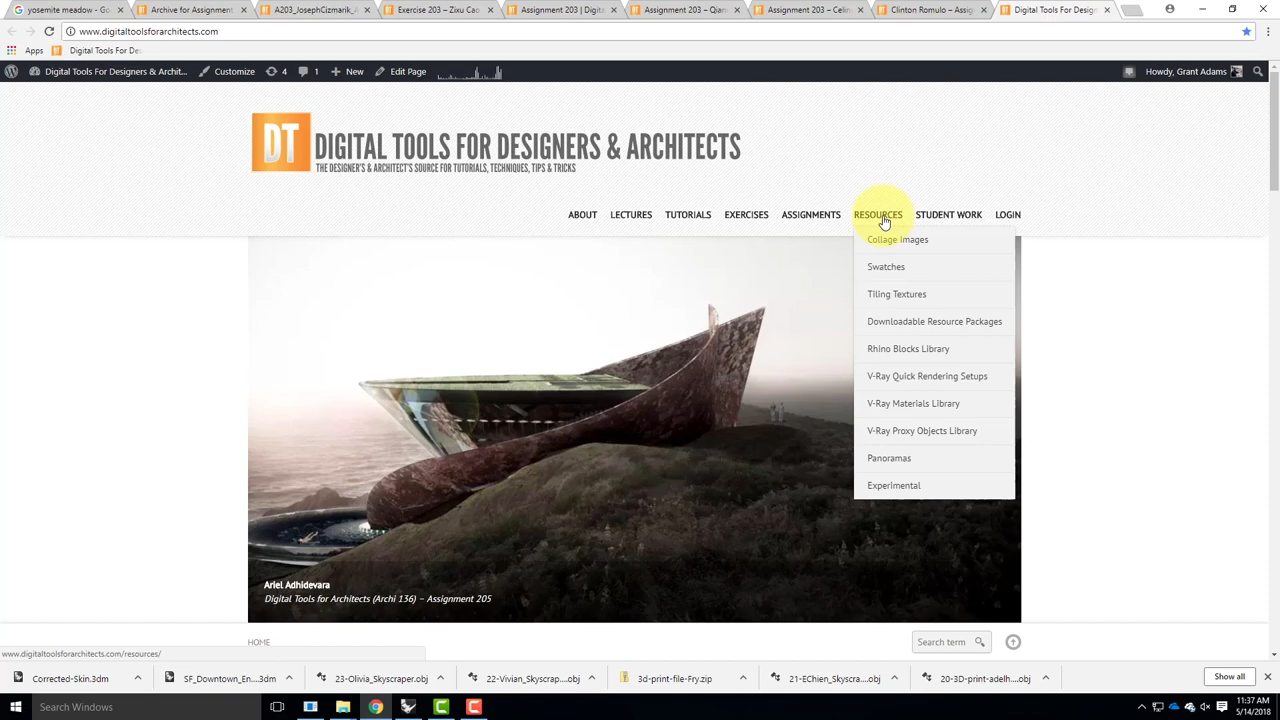 yosemite meadow - Go
Archive for Assignment
A203_JosephCizmarik_A
Exercise 203 – Zixu Cao
Assignment 203 | Digita
Assignment 203 – Qian
Assignment 203 – Celin
Clinton Romulo – Assig
Digital Tools For Design
www.digitaltoolsforarchitects.com
Apps
Digital Tools For Des
Digital Tools For Designers & Archit...
Customize
4
1
New
Edit Page
Howdy, Grant Adams
DT
DIGITAL TOOLS FOR DESIGNERS & ARCHITECTS
THE DESIGNER'S & ARCHITECT'S SOURCE FOR TUTORIALS, TECHNIQUES, TIPS & TRICKS
ABOUT LECTURES TUTORIALS EXERCISES ASSIGNMENTS RESOURCES STUDENT WORK LOGIN
Collage Images
Swatches
Tiling Textures
Downloadable Resource Packages
Rhino Blocks Library
V-Ray Quick Rendering Setups
V-Ray Materials Library
V-Ray Proxy Objects Library
Panoramas
Experimental
Ariel Adhidevara
Digital Tools for Architects (Archi 136) – Assignment 205
HOME
Search term
www.digitaltoolsforarchitects.com/resources/
Corrected-Skin.3dm
SF_Downtown_En....3dm
23-Olivia_Skyscraper.obj
22-Vivian_Skyscrap....obj
3d-print-file-Fry.zip
21-EChien_Skyscra....obj
20-3D-print-adelh....obj
Show all
Search Windows
11:37 AM
5/14/2018